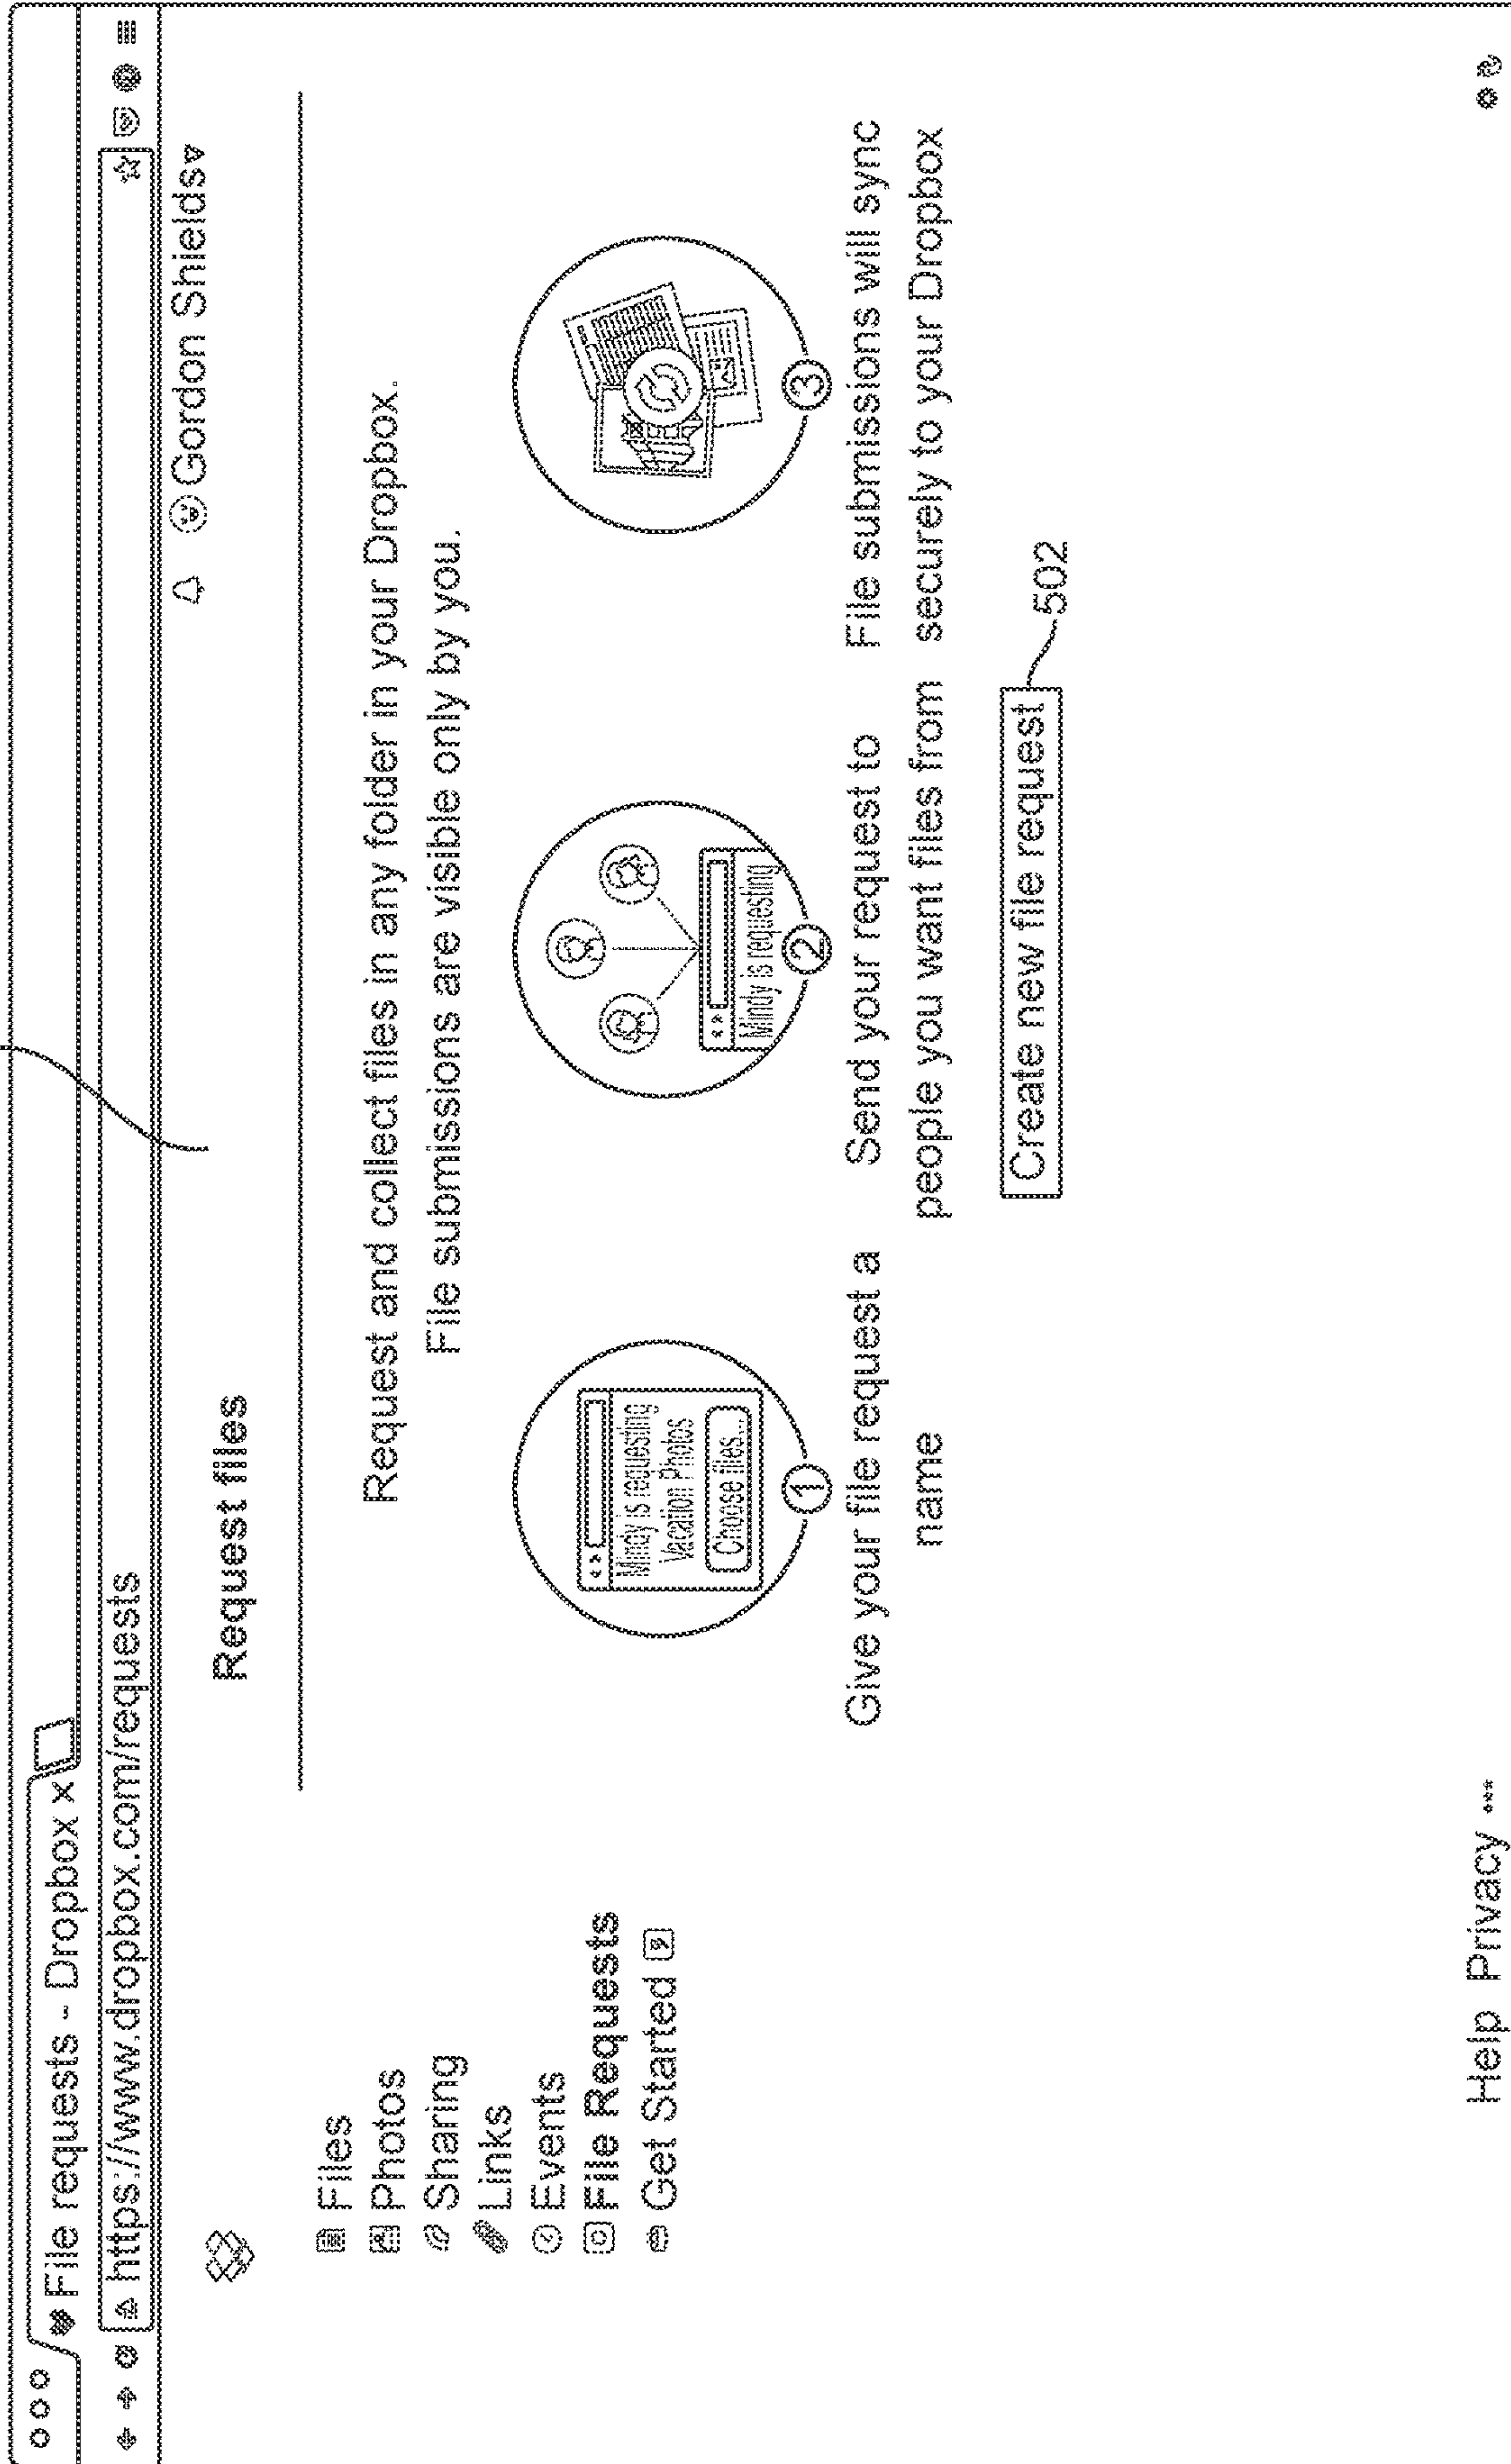 File requests - Dropbox x
https://www.dropbox.com/requests
Gordon Shields
Request files
Files
Photos
Sharing
Links
Events
File Requests
Get Started
Request and collect files in any folder in your Dropbox.
File submissions are visible only by you.
Mindy is requesting
Vacation Photos
Choose files...
1
Give your file request a
name
Mindy is requesting
2
Send your request to
people you want files from
3
File submissions will sync
securely to your Dropbox
Create new file request
502
Help Privacy •••